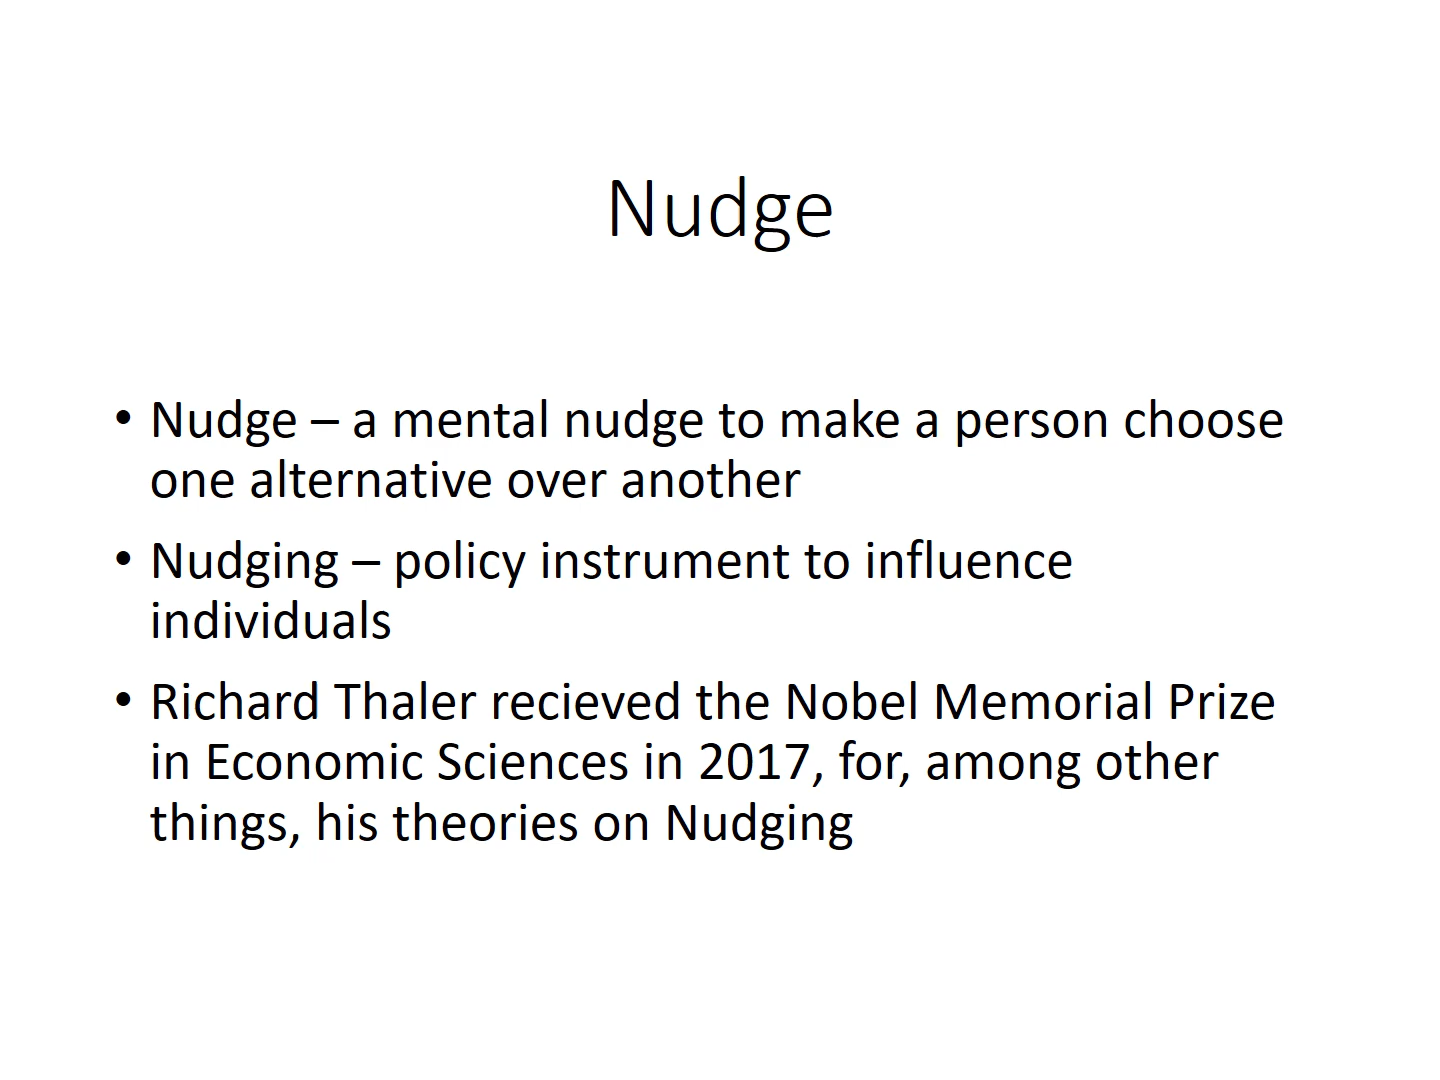 Nudge
• Nudge – a mental nudge to make a person choose
one alternative over another
• Nudging – policy instrument to influence
individuals
• Richard Thaler recieved the Nobel Memorial Prize
in Economic Sciences in 2017, for, among other
things, his theories on Nudging